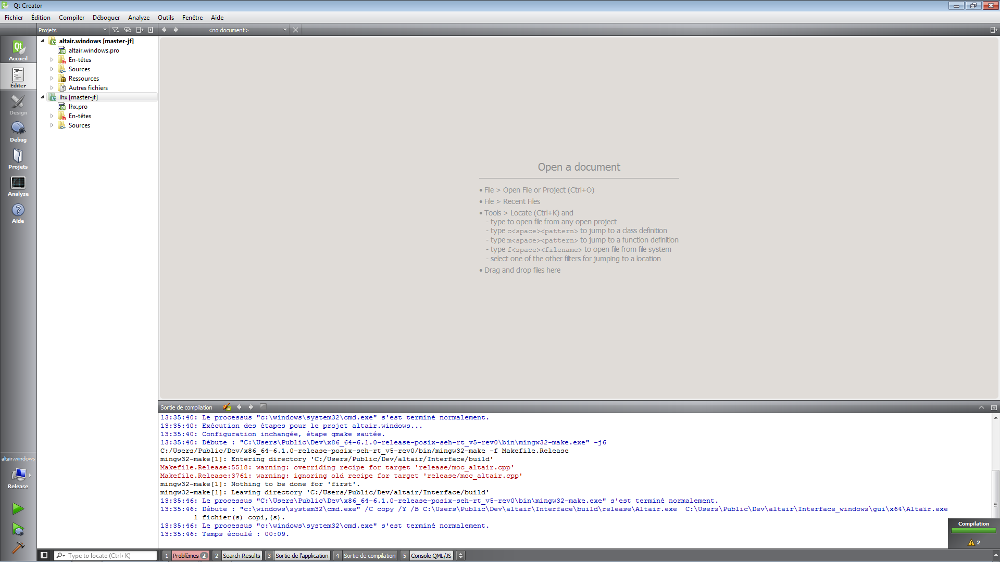 Qt Creator
Fichier Édition Compiler Déboguer Analyze Outils Fenêtre Aide
Projets
<no document>
Accueil
Éditer
Design
Debug
Projets
Analyze
Aide
altair.windows
Release
altair.windows [master-jf]
altair.windows.pro
En-têtes
Sources
Ressources
Autres fichiers
lhx [master-jf]
lhx.pro
En-têtes
Sources
Open a document
• File > Open File or Project (Ctrl+O)
• File > Recent Files
• Tools > Locate (Ctrl+K) and
- type to open file from any open project
- type c<space><pattern> to jump to a class definition
- type m<space><pattern> to jump to a function definition
- type f<space><filename> to open file from file system
- select one of the other filters for jumping to a location
• Drag and drop files here
Sortie de compilation
13:35:40: Le processus "c:\windows\system32\cmd.exe" s'est terminé normalement.
13:35:40: Exécution des étapes pour le projet altair.windows...
13:35:40: Configuration inchangée, étape qmake sautée.
13:35:40: Débute : "C:\Users\Public\Dev\x86_64-6.1.0-release-posix-seh-rt_v5-rev0\bin\mingw32-make.exe" -j6
C:/Users/Public/Dev/x86_64-6.1.0-release-posix-seh-rt_v5-rev0/bin/mingw32-make -f Makefile.Release
mingw32-make[1]: Entering directory 'C:/Users/Public/Dev/altair/Interface/build'
Makefile.Release:5518: warning: overriding recipe for target 'release/moc_altair.cpp'
Makefile.Release:3761: warning: ignoring old recipe for target 'release/moc_altair.cpp'
mingw32-make[1]: Nothing to be done for 'first'.
mingw32-make[1]: Leaving directory 'C:/Users/Public/Dev/altair/Interface/build'
13:35:46: Le processus "C:\Users\Public\Dev\x86_64-6.1.0-release-posix-seh-rt_v5-rev0\bin\mingw32-make.exe" s'est terminé normalement.
13:35:46: Débute : "c:\windows\system32\cmd.exe" /C copy /Y /B C:\Users\Public\Dev\altair\Interface\build\release\Altair.exe  C:\Users\Public\Dev\altair\Interface_windows\gui\x64\Altaïr.exe
1 fichier(s) copi‚(s).
13:35:46: Le processus "c:\windows\system32\cmd.exe" s'est terminé normalement.
13:35:46: Temps écoulé : 00:09.
Compilation
2
Type to locate (Ctrl+K)
1 Problèmes 2 2 Search Results 3 Sortie de l'application 4 Sortie de compilation 5 Console QML/JS